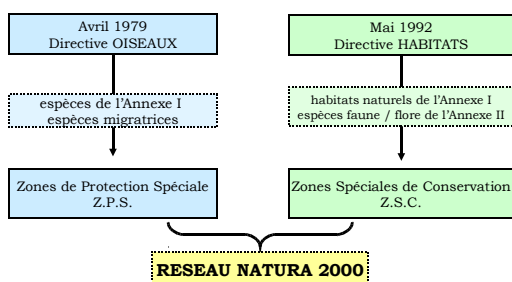 Avril 1979
Directive OISEAUX
Mai 1992
Directive HABITATS
espèces de l'Annexe I
espèces migratrices
habitats naturels de l'Annexe I
espèces faune / flore de l'Annexe II
Zones de Protection Spéciale
Z.P.S.
Zones Spéciales de Conservation
Z.S.C.
RESEAU NATURA 2000